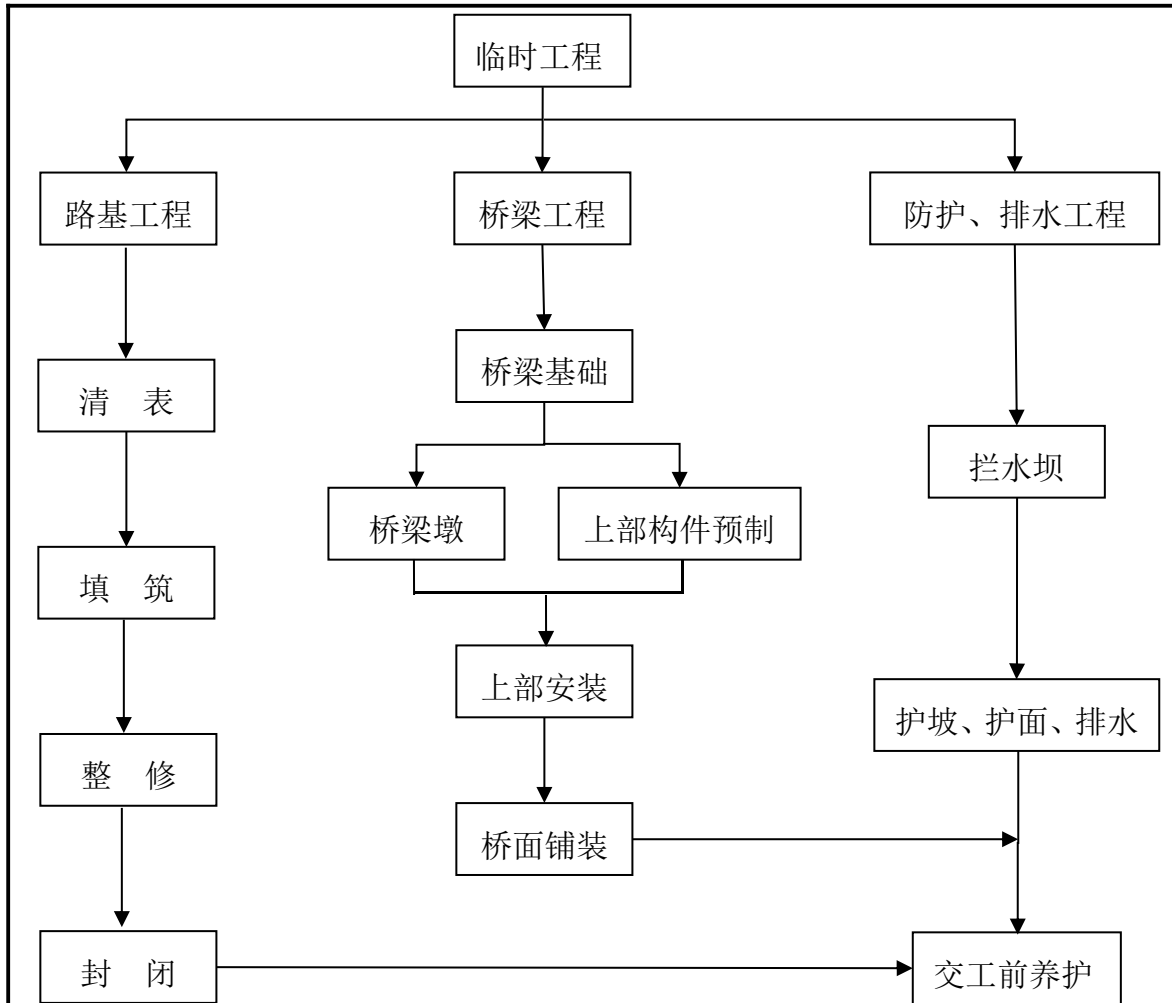 临时工程
路基工程
桥梁工程
防护、排水工程
桥梁基础
清 表
拦水坝
桥梁墩
上部构件预制
填 筑
上部安装
护坡、护面、排水
整 修
桥面铺装
封 闭
交工前养护